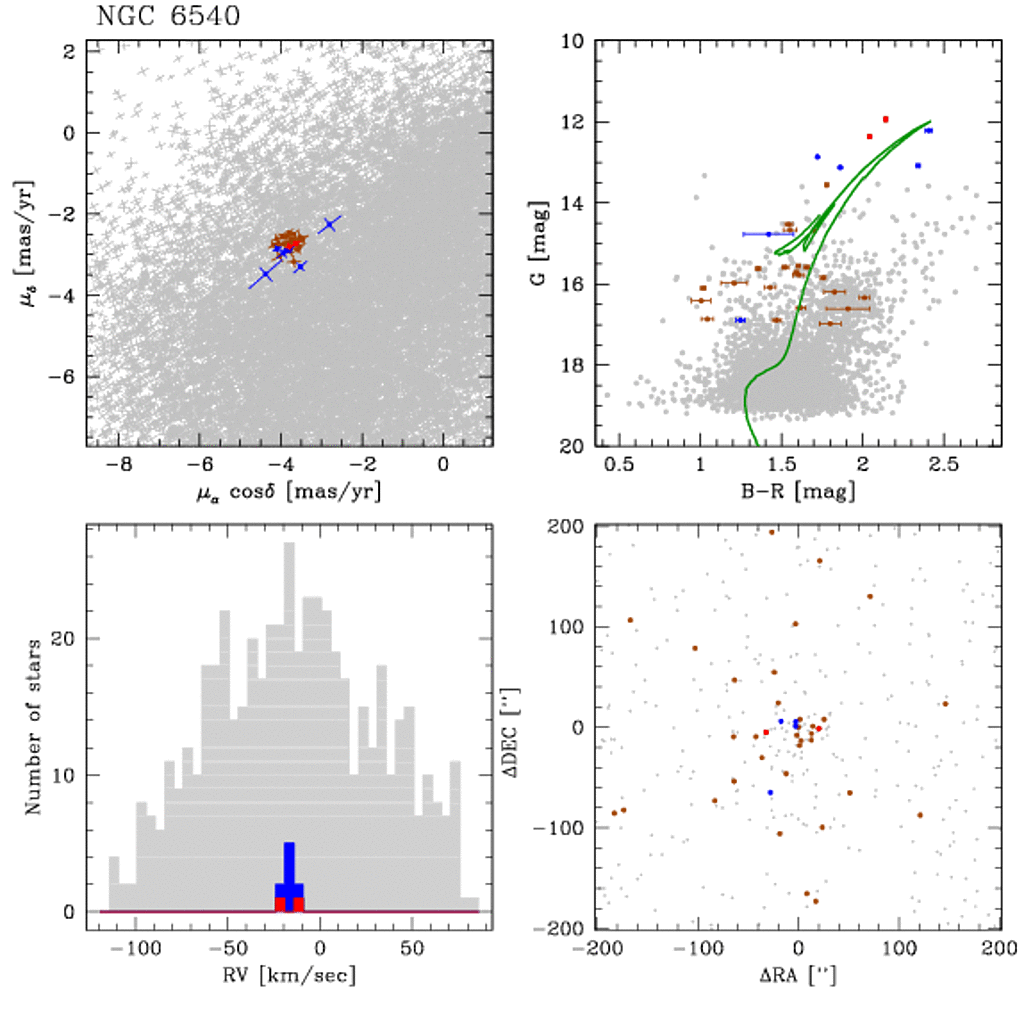 NGC 6540
2
0
−2
−4
−6
−8 −6 −4 −2 0
μδ [mas/yr]
μα cosδ [mas/yr]
10
12
14
16
18
20
0.5 1 1.5 2 2.5
G [mag]
B−R [mag]
20
10
0
−100 −50 0 50
Number of stars
RV [km/sec]
200
100
0
−100
−200
−200 −100 0 100 200
ΔDEC ["]
ΔRA ["]